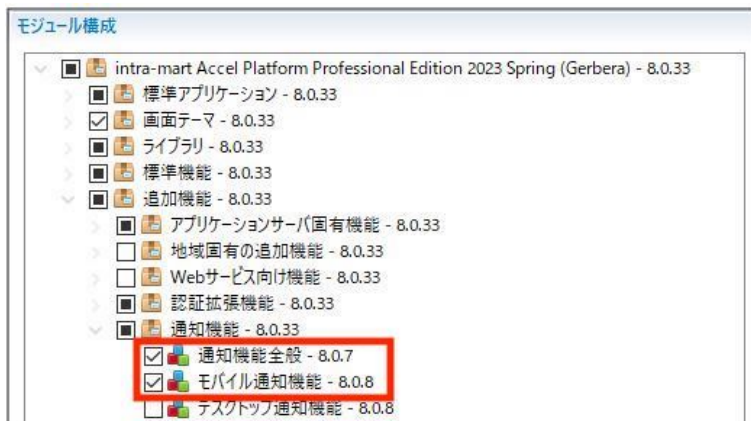 モジュール構成
intra-mart Accel Platform Professional Edition 2023 Spring (Gerbera) - 8.0.33
標準アプリケーション - 8.0.33
画面テーマ - 8.0.33
ライブラリ - 8.0.33
標準機能 - 8.0.33
追加機能 - 8.0.33
アプリケーションサーバ固有機能 - 8.0.33
地域固有の追加機能 - 8.0.33
Webサービス向け機能 - 8.0.33
認証拡張機能 - 8.0.33
通知機能 - 8.0.33
通知機能全般 - 8.0.7
モバイル通知機能 - 8.0.8
デスクトップ通知機能 - 8.0.8